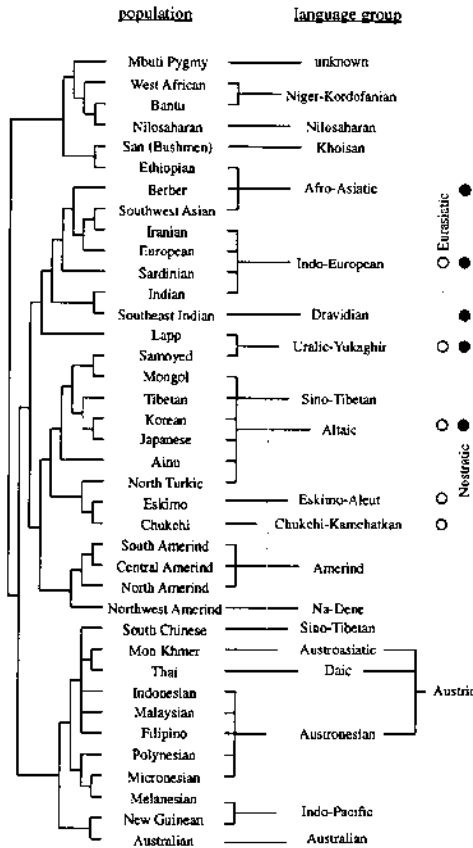 population language group
Mbuti Pygmy unknown
West African
Niger-Kordofanian
Bantu
Nilosaharan Nilosaharan
San (Bushmen) Khoisan
Ethiopian
Berber Afro-Asiatic
Southwest Asian
Iranian
European
Indo-European
Sardinian
Indian
Southeast Indian Dravidian
Lapp
Uralic-Yukaghir
Samoyed
Mongol
Tibetan Sino-Tibetan
Korean
Altaic
Japanese
Ainu
North Turkic
Eskimo Eskimo-Aleut
Chukchi Chukchi-Kamchatkan
South Amerind
Central Amerind Amerind
North Amerind
Northwest Amerind Na-Dene
South Chinese Sino-Tibetan
Mon Khmer Austroasiatic
Thai Daic
Indonesian
Austric
Malaysian
Filipino Austronesian
Polynesian
Micronesian
Melanesian
Indo-Pacific
New Guinean
Australian Australian
Eurasiatic
Nostratic